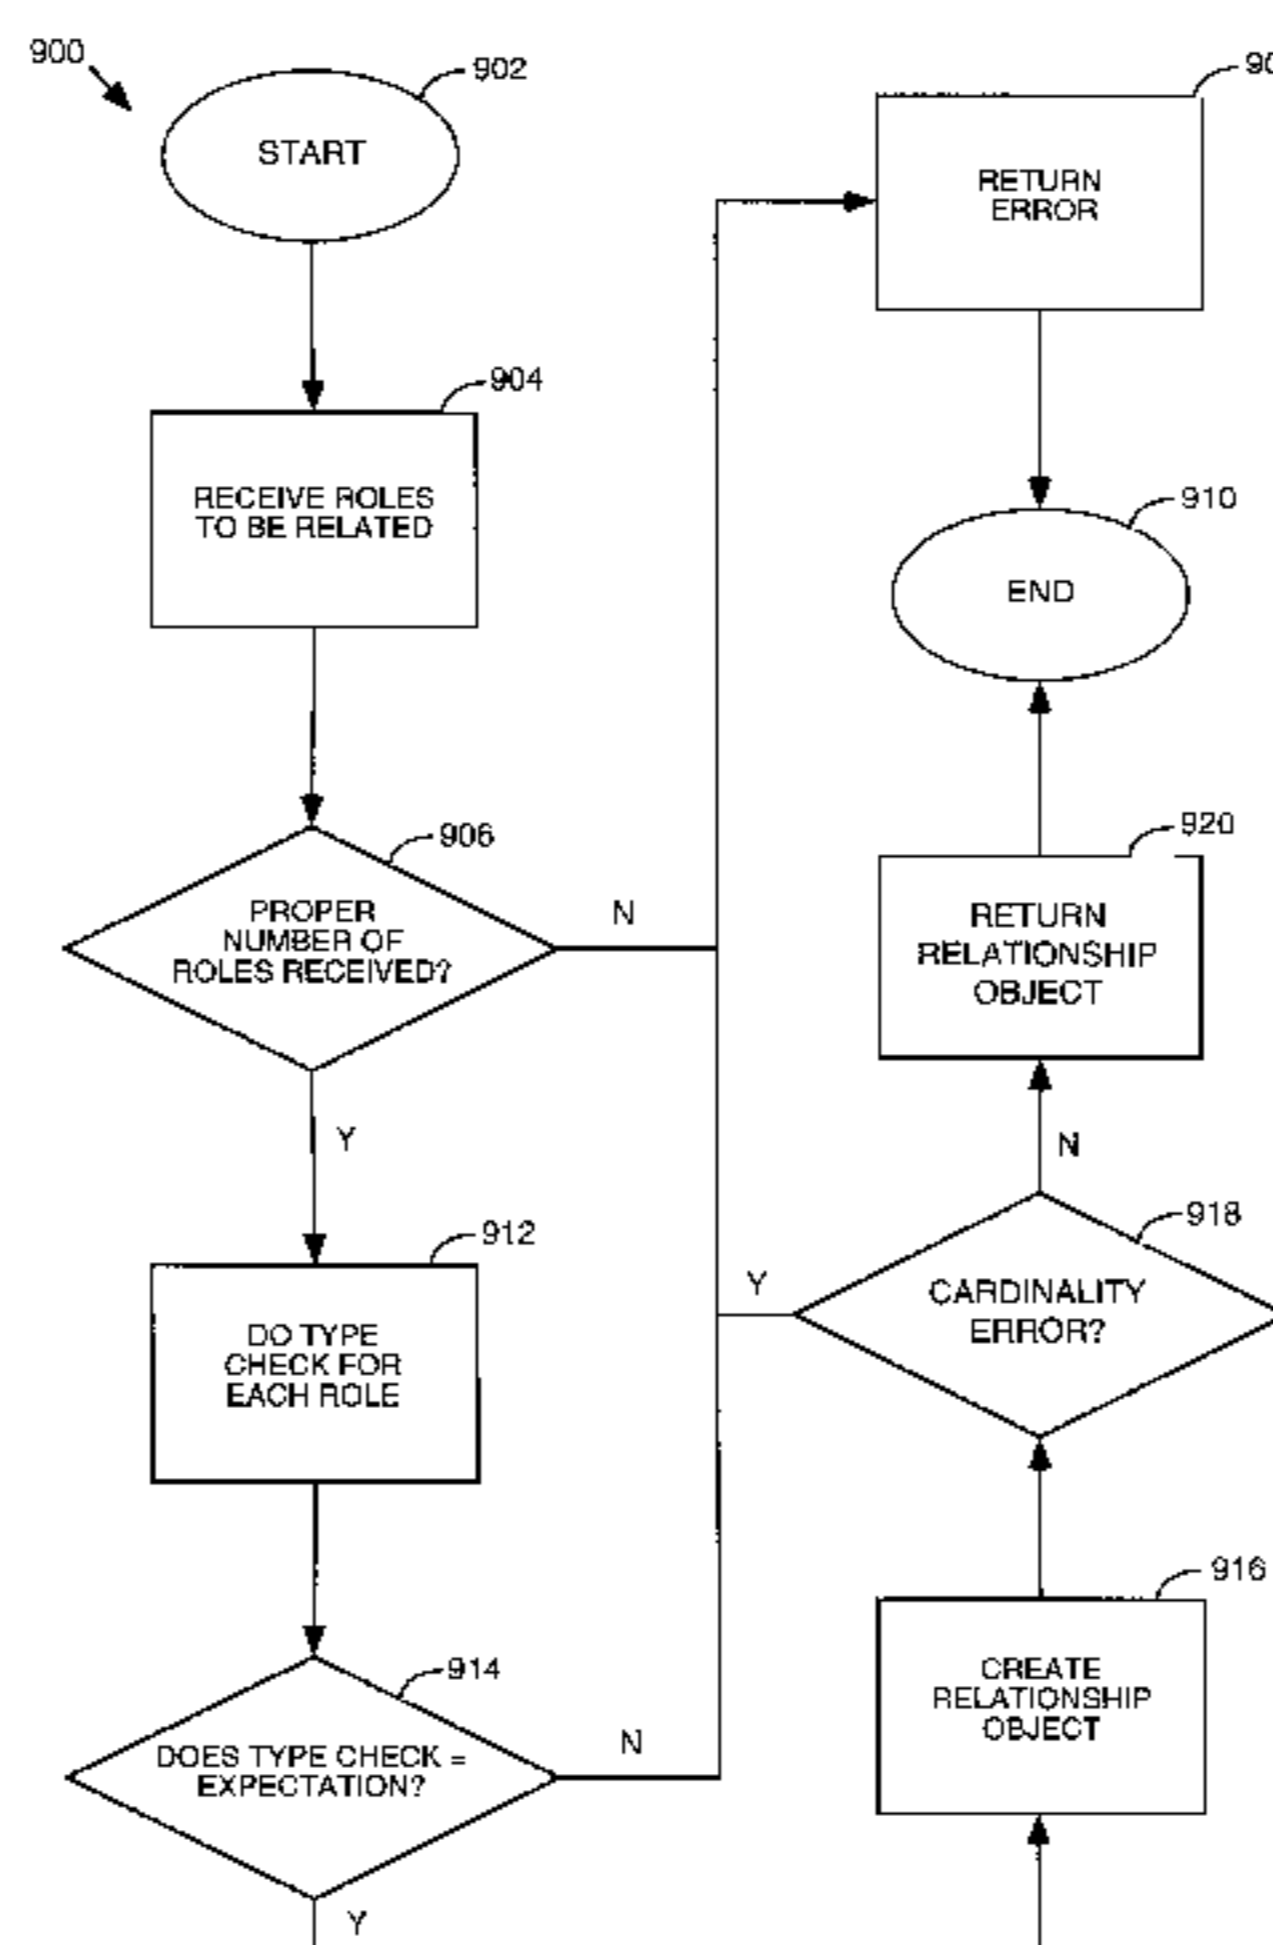 900
902
START
904
RECEIVE ROLES
TO BE RELATED
906
PROPER
NUMBER OF
ROLES RECEIVED?
N
Y
912
DO TYPE
CHECK FOR
EACH ROLE
914
DOES TYPE CHECK =
EXPECTATION?
N
Y
RETURN
ERROR
910
END
920
RETURN
RELATIONSHIP
OBJECT
N
918
CARDINALITY
ERROR?
Y
916
CREATE
RELATIONSHIP
OBJECT